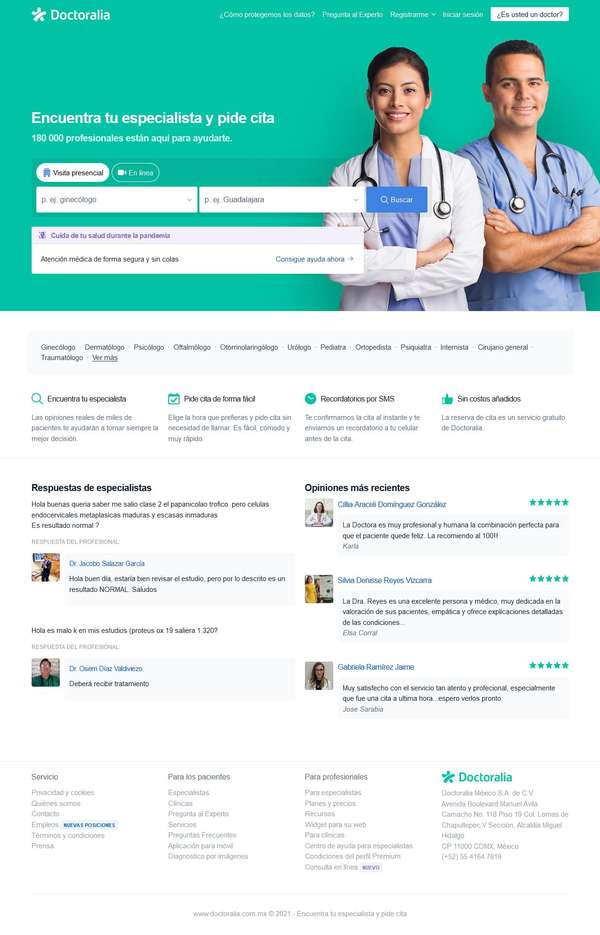 Doctoralia
¿Cómo protegemos los datos? Pregunta al Experto Registrarme Iniciar sesión ¿Es usted un doctor?
Encuentra tu especialista y pide cita
180 000 profesionales están aquí para ayudarte.
Visita presencial En línea
p. ej. ginecólogo p. ej. Guadalajara Buscar
Cuida de tu salud durante la pandemia
Atención médica de forma segura y sin colas Consigue ayuda ahora →
Ginecólogo · Dermatólogo · Psicólogo · Oftalmólogo · Otorrinolaringólogo · Urólogo · Pediatra · Ortopedista · Psiquiatra · Internista · Cirujano general ·
Traumatólogo · Ver más
Encuentra tu especialista
Las opiniones reales de miles de
pacientes te ayudarán a tomar siempre la
mejor decisión.
Pide cita de forma fácil
Elige la hora que prefieras y pide cita sin
necesidad de llamar. Es fácil, cómodo y
muy rápido.
Recordatorios por SMS
Te confirmamos la cita al instante y te
enviamos un recordatorio a tu celular
antes de la cita.
Sin costos añadidos
La reserva de cita es un servicio gratuito
de Doctoralia.
Respuestas de especialistas
Hola buenas queria saber me salio clase 2 el papanicolao trofico pero celulas
endocervicales metaplasicas maduras y escasas inmaduras
Es resultado normal ?
RESPUESTA DEL PROFESIONAL:
Dr. Jacobo Salazar García
Hola buen día, estaría bien revisar el estudio, pero por lo descrito es un
resultado NORMAL. Saludos
Hola es malo k en mis estudios (proteus ox 19 saliera 1.320?
RESPUESTA DEL PROFESIONAL:
Dr. Osem Díaz Valdiviezo
Deberá recibir tratamiento
Opiniones más recientes
Cillia Araceli Domínguez González
La Doctora es muy profesional y humana la combinación perfecta para
que el paciente quede feliz. La recomiendo al 100!!!
Karla
Silvia Denisse Reyes Vizcarra
La Dra. Reyes es una excelente persona y médico, muy dedicada en la
valoración de sus pacientes, empática y ofrece explicaciones detalladas
de las condiciones...
Elsa Corral
Gabriela Ramírez Jaime
Muy satisfecho con el servicio tan atento y profecional, especialmente
que fue una cita a ultima hora...espero verlos pronto.
Jose Sarabia
Servicio
Privacidad y cookies
Quiénes somos
Contacto
Empleos NUEVAS POSICIONES
Términos y condiciones
Prensa
Para los pacientes
Especialistas
Clínicas
Pregunta al Experto
Servicios
Preguntas Frecuentes
Aplicación para móvil
Diagnostico por imágenes
Para profesionales
Para especialistas
Planes y precios
Recursos
Widget para su web
Para clínicas
Centro de ayuda para especialistas
Condiciones del perfil Premium
Consulta en línea NUEVO
Doctoralia
Doctoralia México S.A. de C.V.
Avenida Boulevard Manuel Ávila
Camacho No. 118 Piso 19 Col. Lomas de
Chapultepec, V Sección, Alcaldía Miguel
Hidalgo
CP 11000 CDMX, México
(+52) 55 4164 7819
www.doctoralia.com.mx © 2021 - Encuentra tu especialista y pide cita